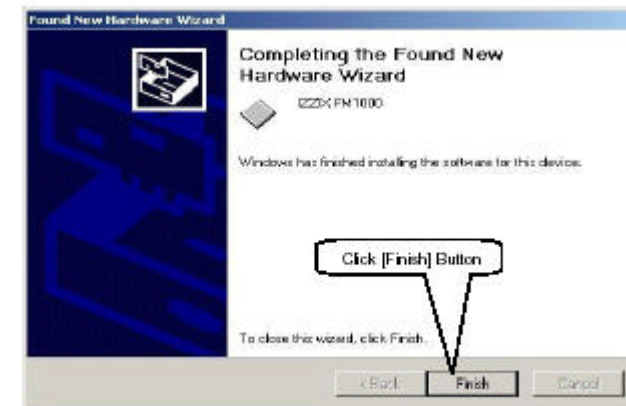 Found New Hardware Wizard
Completing the Found New
Hardware Wizard
IZZIX FM1000
Windows has finished installing the software for this device.
Click [Finish] Button
To close this wizard, click Finish.
< Back
Finish
Cancel